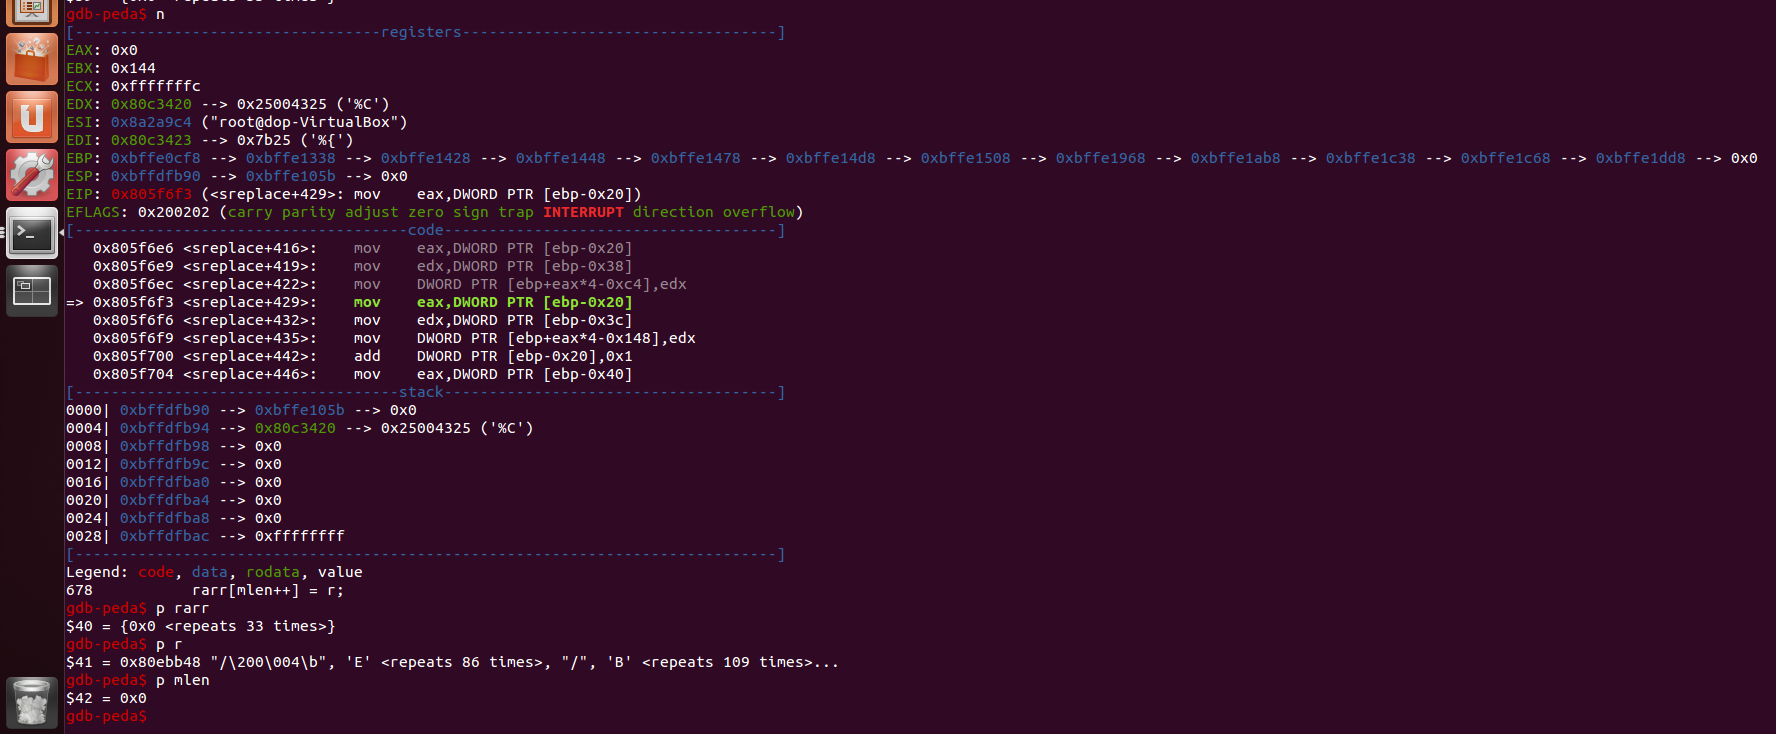 gdb-peda$ n
[----------------------------------registers-----------------------------------]
EAX: 0x0
EBX: 0x144
ECX: 0xfffffffc
EDX: 0x80c3420 --> 0x25004325 ('%C')
ESI: 0x8a2a9c4 ("root@dop-VirtualBox")
EDI: 0x80c3423 --> 0x7b25 ('%{')
EBP: 0xbffe0cf8 --> 0xbffe1338 --> 0xbffe1428 --> 0xbffe1448 --> 0xbffe1478 --> 0xbffe14d8 --> 0xbffe1508 --> 0xbffe1968 --> 0xbffe1ab8 --> 0xbffe1c38 --> 0xbffe1c68 --> 0xbffe1dd8 --> 0x0
ESP: 0xbffdfb90 --> 0xbffe105b --> 0x0
EIP: 0x805f6f3 (<sreplace+429>: mov    eax,DWORD PTR [ebp-0x20])
EFLAGS: 0x200202 (carry parity adjust zero sign trap INTERRUPT direction overflow)
[-------------------------------------code-------------------------------------]
   0x805f6e6 <sreplace+416>:    mov    eax,DWORD PTR [ebp-0x20]
   0x805f6e9 <sreplace+419>:    mov    edx,DWORD PTR [ebp-0x38]
   0x805f6ec <sreplace+422>:    mov    DWORD PTR [ebp+eax*4-0xc4],edx
=> 0x805f6f3 <sreplace+429>:    mov    eax,DWORD PTR [ebp-0x20]
   0x805f6f6 <sreplace+432>:    mov    edx,DWORD PTR [ebp-0x3c]
   0x805f6f9 <sreplace+435>:    mov    DWORD PTR [ebp+eax*4-0x148],edx
   0x805f700 <sreplace+442>:    add    DWORD PTR [ebp-0x20],0x1
   0x805f704 <sreplace+446>:    mov    eax,DWORD PTR [ebp-0x40]
[------------------------------------stack-------------------------------------]
0000| 0xbffdfb90 --> 0xbffe105b --> 0x0
0004| 0xbffdfb94 --> 0x80c3420 --> 0x25004325 ('%C')
0008| 0xbffdfb98 --> 0x0
0012| 0xbffdfb9c --> 0x0
0016| 0xbffdfba0 --> 0x0
0020| 0xbffdfba4 --> 0x0
0024| 0xbffdfba8 --> 0x0
0028| 0xbffdfbac --> 0xffffffff
[------------------------------------------------------------------------------]
Legend: code, data, rodata, value
678           rarr[mlen++] = r;
gdb-peda$ p rarr
$40 = {0x0 <repeats 33 times>}
gdb-peda$ p r
$41 = 0x80ebb48 "/\200\004\b", 'E' <repeats 86 times>, "/", 'B' <repeats 109 times>...
gdb-peda$ p mlen
$42 = 0x0
gdb-peda$